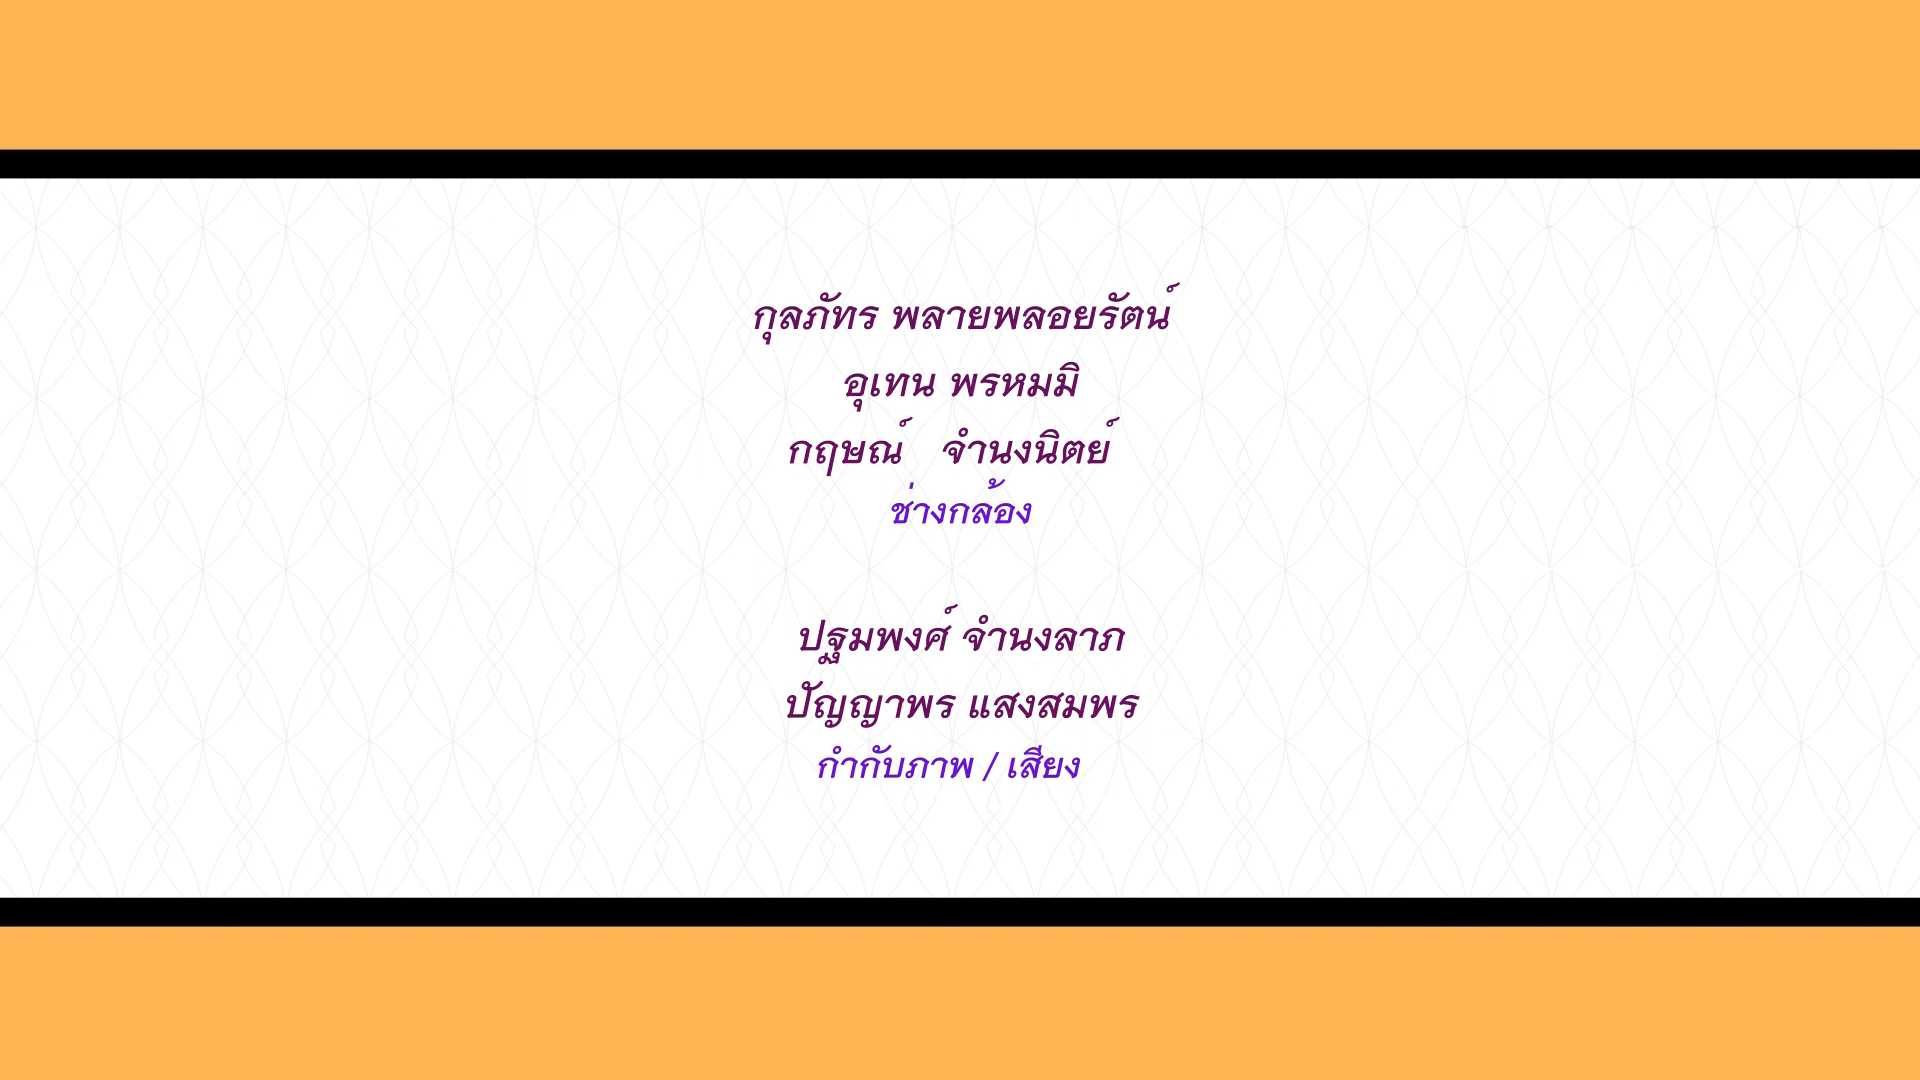 กุลภัทร พลายพลอยรัตน์
อุเทน พรหมมิ
กฤษณ์ จำนงนิตย์
ช่างกล้อง
ปฐมพงศ์ จำนงลาภ
ปัญญาพร แสงสมพร
กำกับภาพ / เสียง